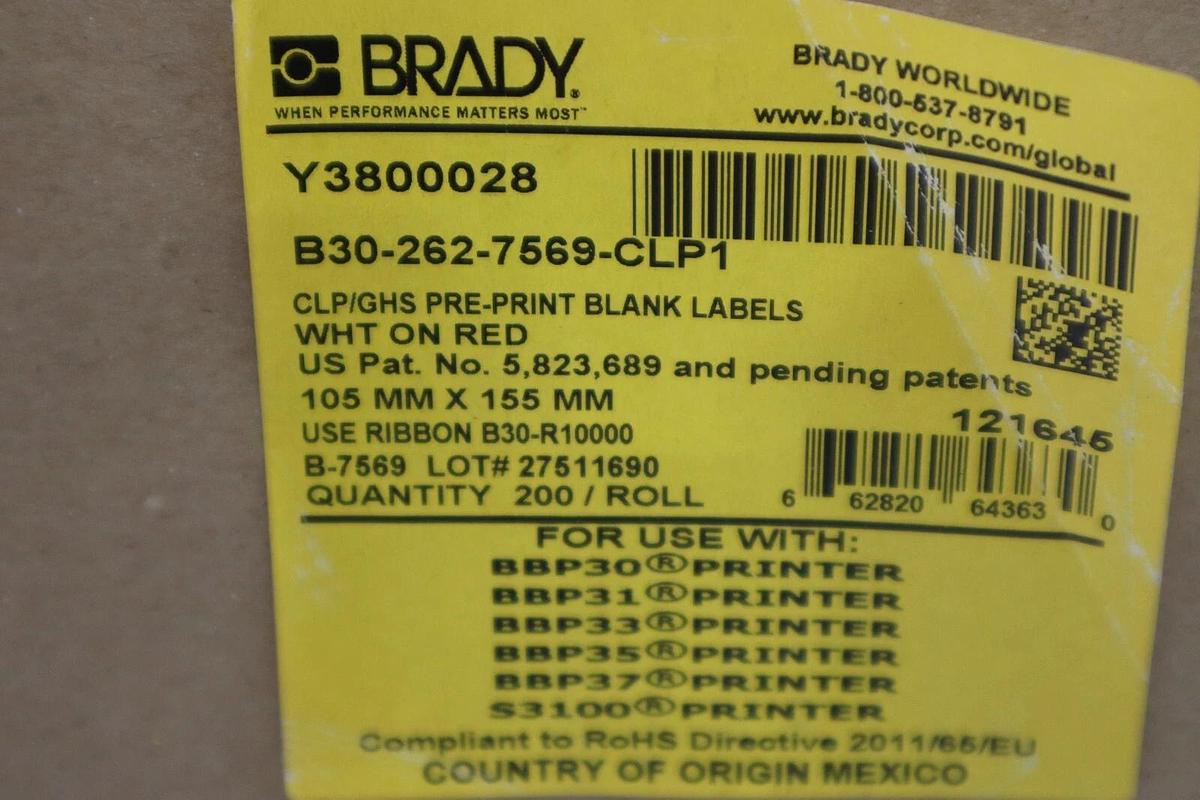 BRADY®
WHEN PERFORMANCE MATTERS MOST™
BRADY WORLDWIDE
1-800-537-8791
www.bradycorp.com/global
Y3800028
B30-262-7569-CLP1
CLP/GHS PRE-PRINT BLANK LABELS
WHT ON RED
US Pat. No. 5,823,689 and pending patents
105 MM X 155 MM
121645
USE RIBBON B30-R10000
B-7569 LOT# 27511690
QUANTITY 200 / ROLL
6 62820 64363 0
FOR USE WITH:
BBP30®PRINTER
BBP31®PRINTER
BBP33®PRINTER
BBP35®PRINTER
BBP37®PRINTER
S3100®PRINTER
Compliant to RoHS Directive 2011/65/EU
COUNTRY OF ORIGIN MEXICO